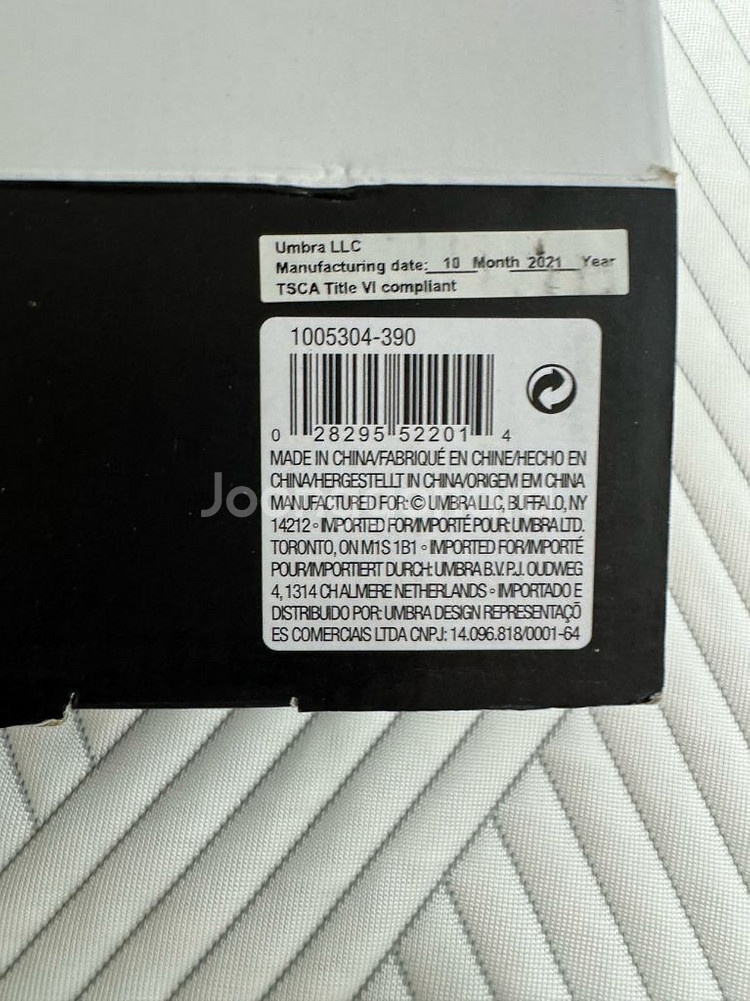 Umbra LLC
Manufacturing date: 10 Month 2021 Year
TSCA Title VI compliant
1005304-390
0 28295 52201 4
MADE IN CHINA/FABRIQUÉ EN CHINE/HECHO EN
CHINA/HERGESTELLT IN CHINA/ORIGEM EM CHINA
MANUFACTURED FOR: © UMBRA LLC, BUFFALO, NY
14212 ◦ IMPORTED FOR/IMPORTÉ POUR: UMBRA LTD.
TORONTO, ON M1S 1B1 ◦ IMPORTED FOR/IMPORTÉ
POUR/IMPORTIERT DURCH: UMBRA B.V. P.J. OUDWEG
4, 1314 CH ALMERE NETHERLANDS ◦ IMPORTADO E
DISTRIBUIDO POR: UMBRA DESIGN REPRESENTAÇÕ
ES COMERCIAIS LTDA CNPJ: 14.096.818/0001-64